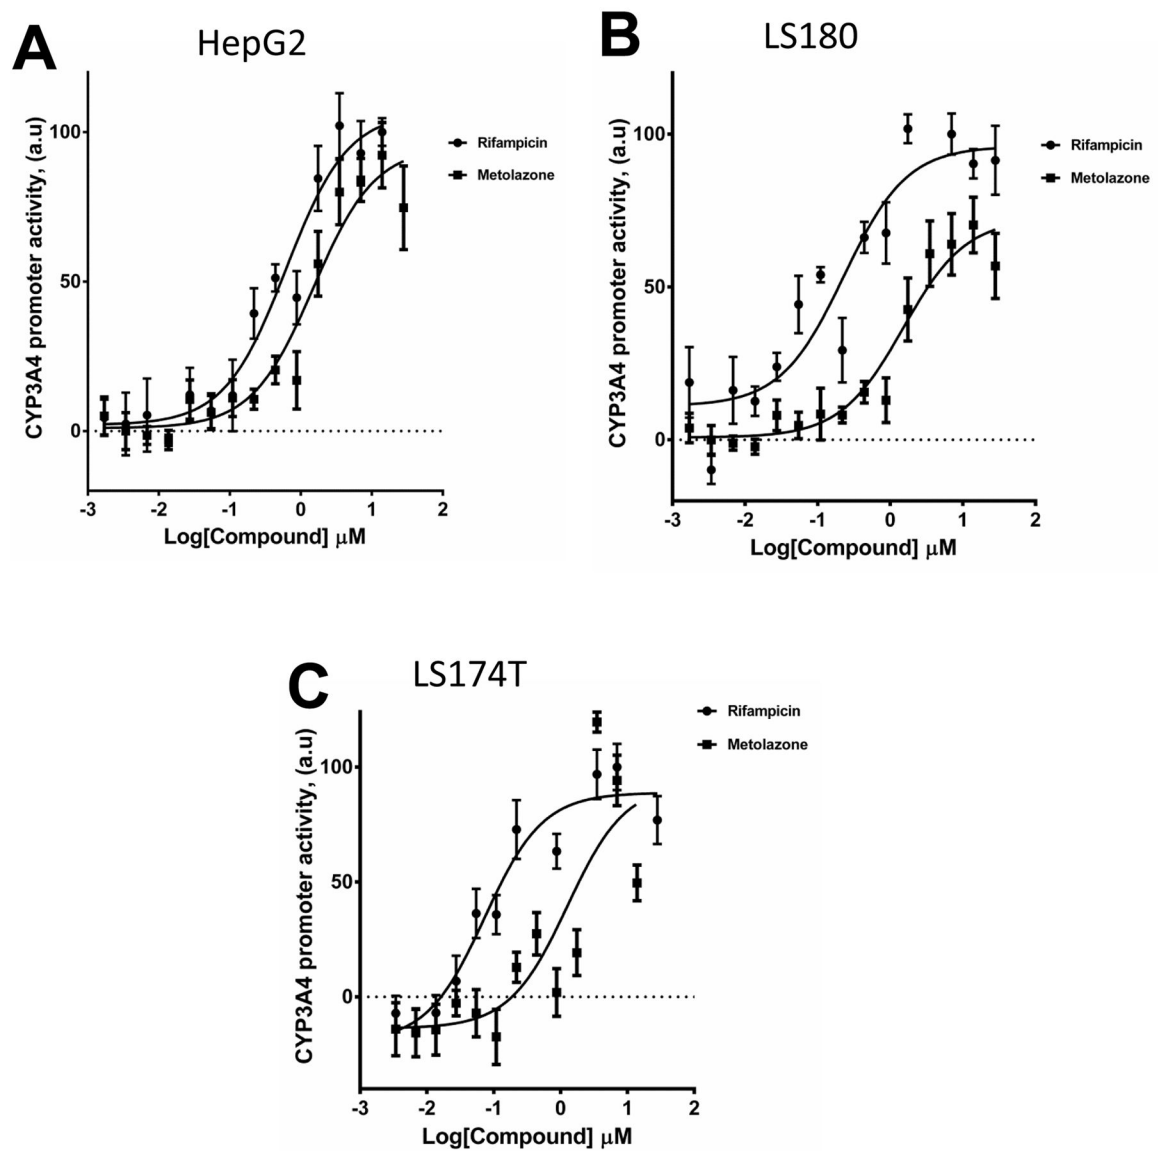 A
HepG2
CYP3A4 promoter activity, (a.u)
100
50
0
-3 -2 -1 0 1 2
Log[Compound] μM
Rifampicin
Metolazone
B
LS180
CYP3A4 promoter activity, (a.u)
100
50
0
-3 -2 -1 0 1 2
Log[Compound] μM
Rifampicin
Metolazone
C
LS174T
CYP3A4 promoter activity, (a.u)
100
50
0
-3 -2 -1 0 1 2
Log[Compound] μM
Rifampicin
Metolazone